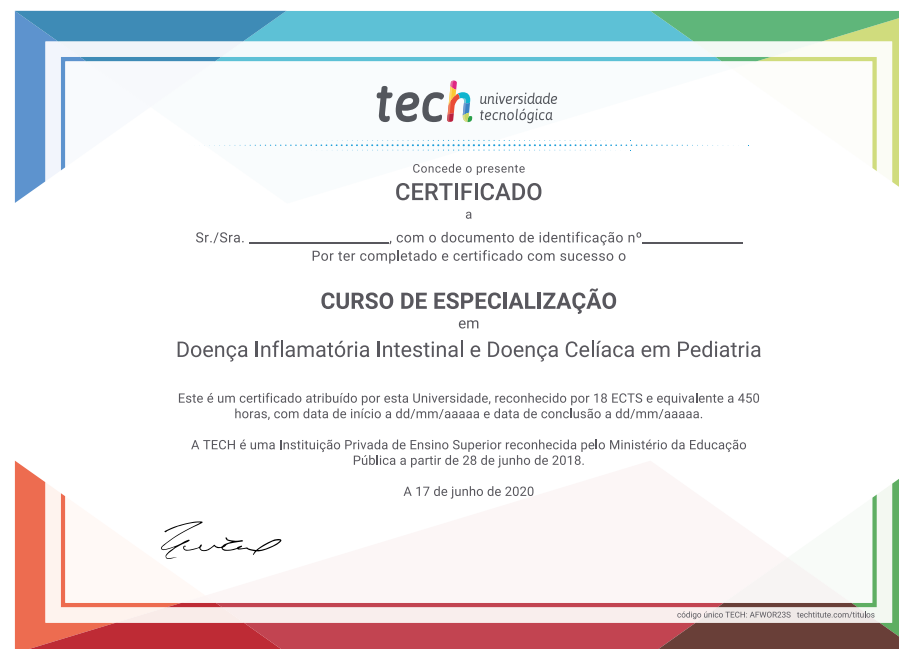 tech universidade
tecnológica
Concede o presente
CERTIFICADO
a
Sr./Sra. ____________________, com o documento de identificação nº______________
Por ter completado e certificado com sucesso o
CURSO DE ESPECIALIZAÇÃO
em
Doença Inflamatória Intestinal e Doença Celíaca em Pediatria
Este é um certificado atribuído por esta Universidade, reconhecido por 18 ECTS e equivalente a 450
horas, com data de início a dd/mm/aaaaa e data de conclusão a dd/mm/aaaaa.
A TECH é uma Instituição Privada de Ensino Superior reconhecida pelo Ministério da Educação
Pública a partir de 28 de junho de 2018.
A 17 de junho de 2020
código único TECH: AFWOR23S techtitute.com/titulos